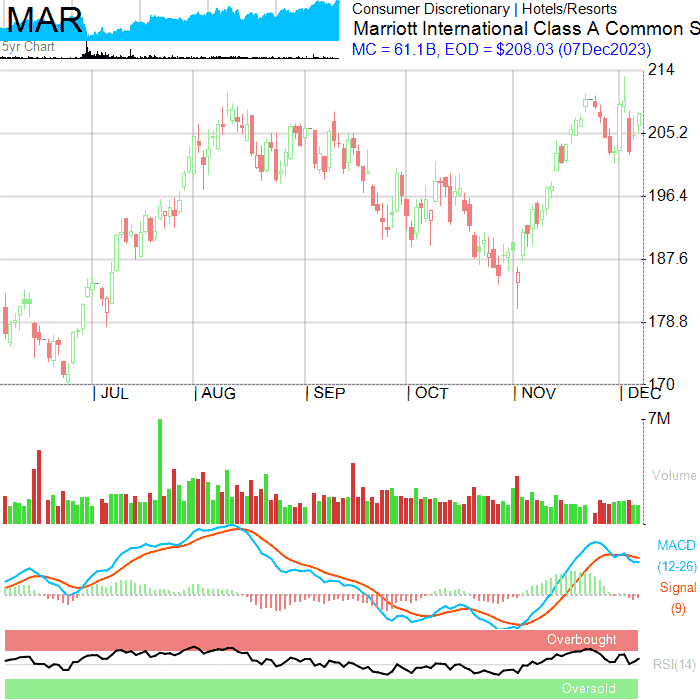 MAR
5yr Chart
Consumer Discretionary | Hotels/Resorts
Marriott International Class A Common S
MC = 61.1B, EOD = $208.03 (07Dec2023)
214
205.2
196.4
187.6
178.8
170
JUL AUG SEP OCT NOV DEC
7M
Volume
MACD
(12-26)
Signal
(9)
Overbought
RSI(14)
Oversold